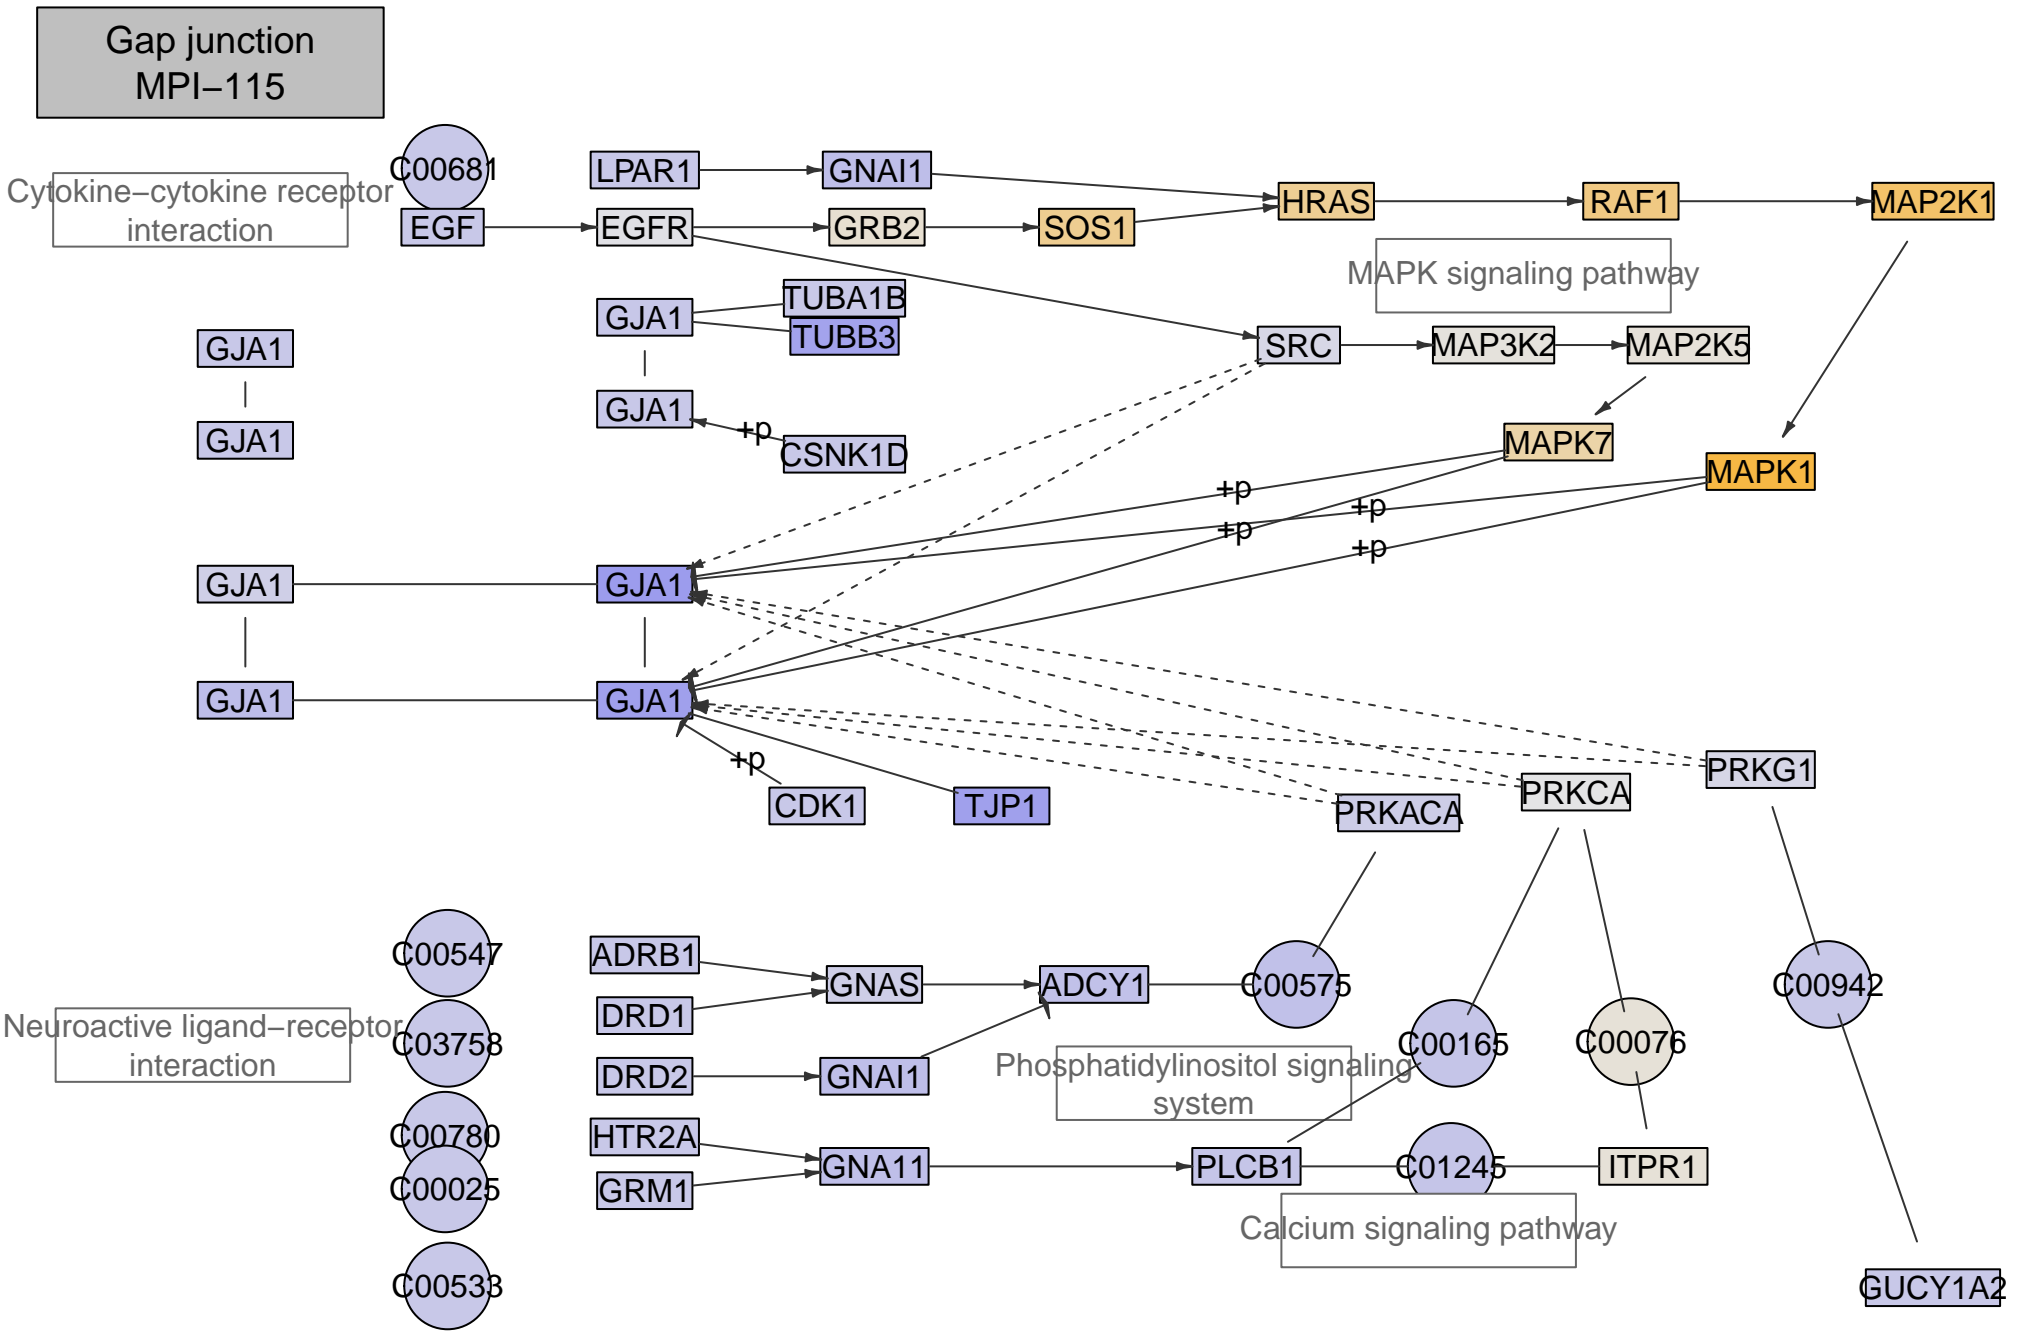 Gap junction
MPI−115
C00681
LPAR1
GNAI1
Cytokine−cytokine receptor
interaction
EGF
EGFR
GRB2
SOS1
HRAS
RAF1
MAP2K1
MAPK signaling pathway
TUBA1B
GJA1
TUBB3
GJA1
SRC
MAP3K2
MAP2K5
GJA1
+p
CSNK1D
GJA1
MAPK7
MAPK1
+p
+p
+p
+p
GJA1
GJA1
GJA1
GJA1
+p
CDK1
TJP1
PRKACA
PRKCA
PRKG1
C00547
ADRB1
GNAS
ADCY1
C00575
C00942
DRD1
Neuroactive ligand−receptor
interaction
C03758
C00165
C00076
DRD2
GNAI1
Phosphatidylinositol signaling
system
C00780
HTR2A
GNA11
PLCB1
C01245
ITPR1
C00025
GRM1
Calcium signaling pathway
C00533
GUCY1A2